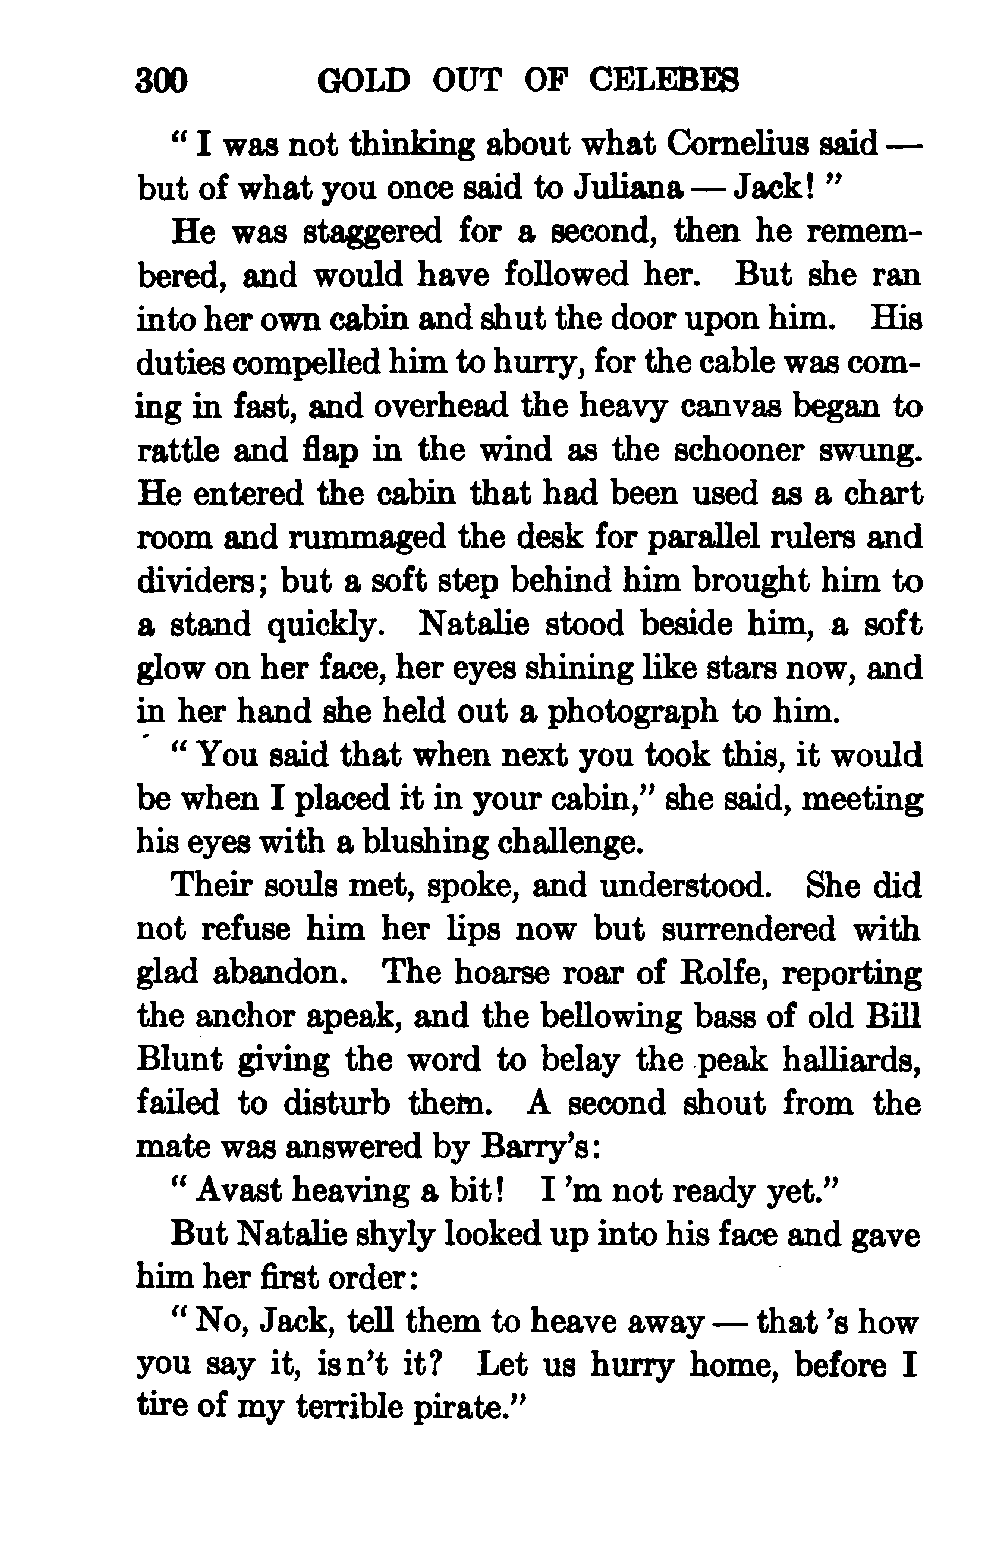 300 GOLD OUT OF CELEBES
“ I was not thinking about what Cornelius said —
but of what you once said to Juliana — Jack! ”
He was staggered for a second, then he remem-
bered, and would have followed her. But she ran
into her own cabin and shut the door upon him. His
duties compelled him to hurry, for the cable was com-
ing in fast, and overhead the heavy canvas began to
rattle and flap in the wind as the schooner swung.
He entered the cabin that had been used as a chart
room and rummaged the desk for parallel rulers and
dividers; but a soft step behind him brought him to
a stand quickly. Natalie stood beside him, a soft
glow on her face, her eyes shining like stars now, and
in her hand she held out a photograph to him.
“ You said that when next you took this, it would
be when I placed it in your cabin,” she said, meeting
his eyes with a blushing challenge.
Their souls met, spoke, and understood. She did
not refuse him her lips now but surrendered with
glad abandon. The hoarse roar of Rolfe, reporting
the anchor apeak, and the bellowing bass of old Bill
Blunt giving the word to belay the peak halliards,
failed to disturb them. A second shout from the
mate was answered by Barry’s:
“ Avast heaving a bit! I ’m not ready yet.”
But Natalie shyly looked up into his face and gave
him her first order:
“ No, Jack, tell them to heave away — that ’s how
you say it, isn’t it? Let us hurry home, before I
tire of my terrible pirate.”